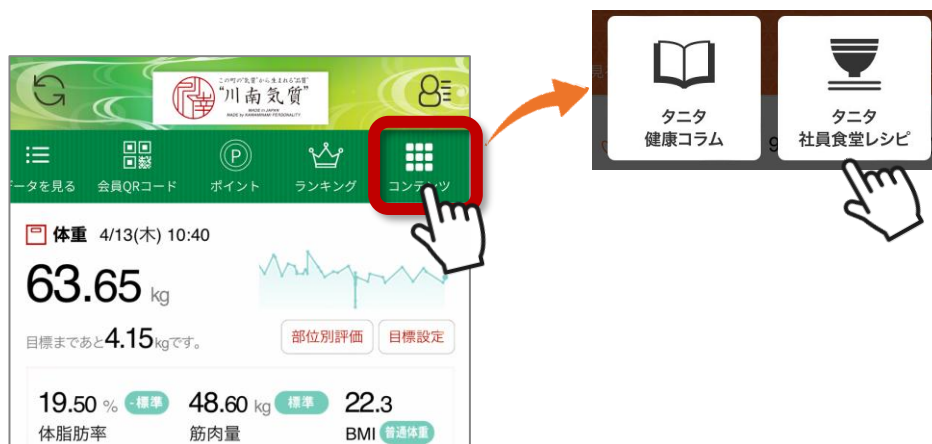 この町の"気質"から生まれる"品質"
"川南気質"
MADE in JAPAN
MADE by KAWAMINAMI PERSONALITY
データを見る
会員QRコード
ポイント
ランキング
コンテンツ
体重 4/13(木) 10:40
63.65 kg
目標まであと4.15kgです。
部位別評価
目標設定
19.50 % -標準
体脂肪率
48.60 kg 標準
筋肉量
22.3
BMI 普通体重
タニタ
健康コラム
タニタ
社員食堂レシピ